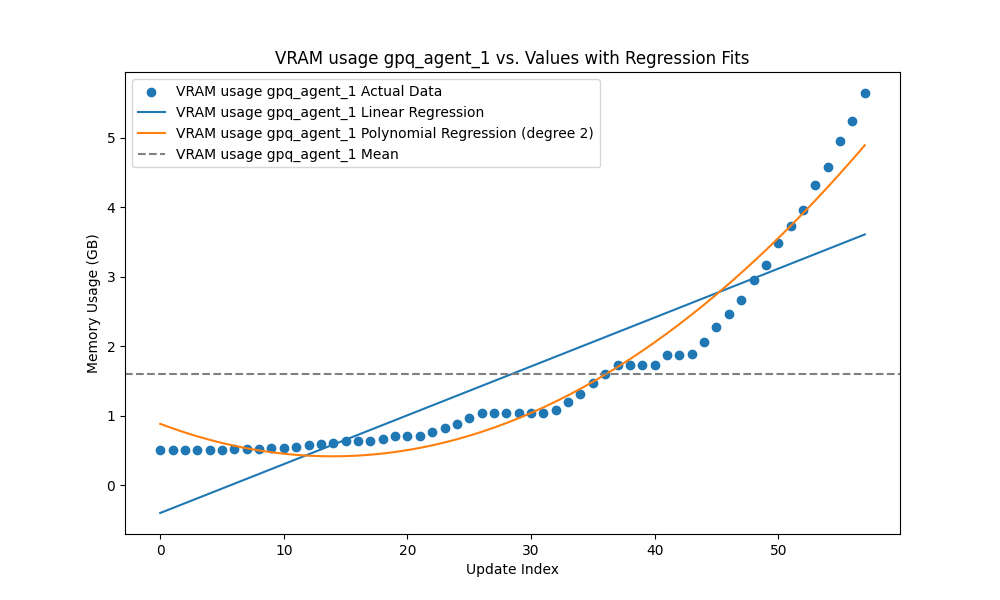 VRAM usage gpq_agent_1 vs. Values with Regression Fits
VRAM usage gpq_agent_1 Actual Data
VRAM usage gpq_agent_1 Linear Regression
VRAM usage gpq_agent_1 Polynomial Regression (degree 2)
VRAM usage gpq_agent_1 Mean
Memory Usage (GB)
5
4
3
2
1
0
0 10 20 30 40 50
Update Index